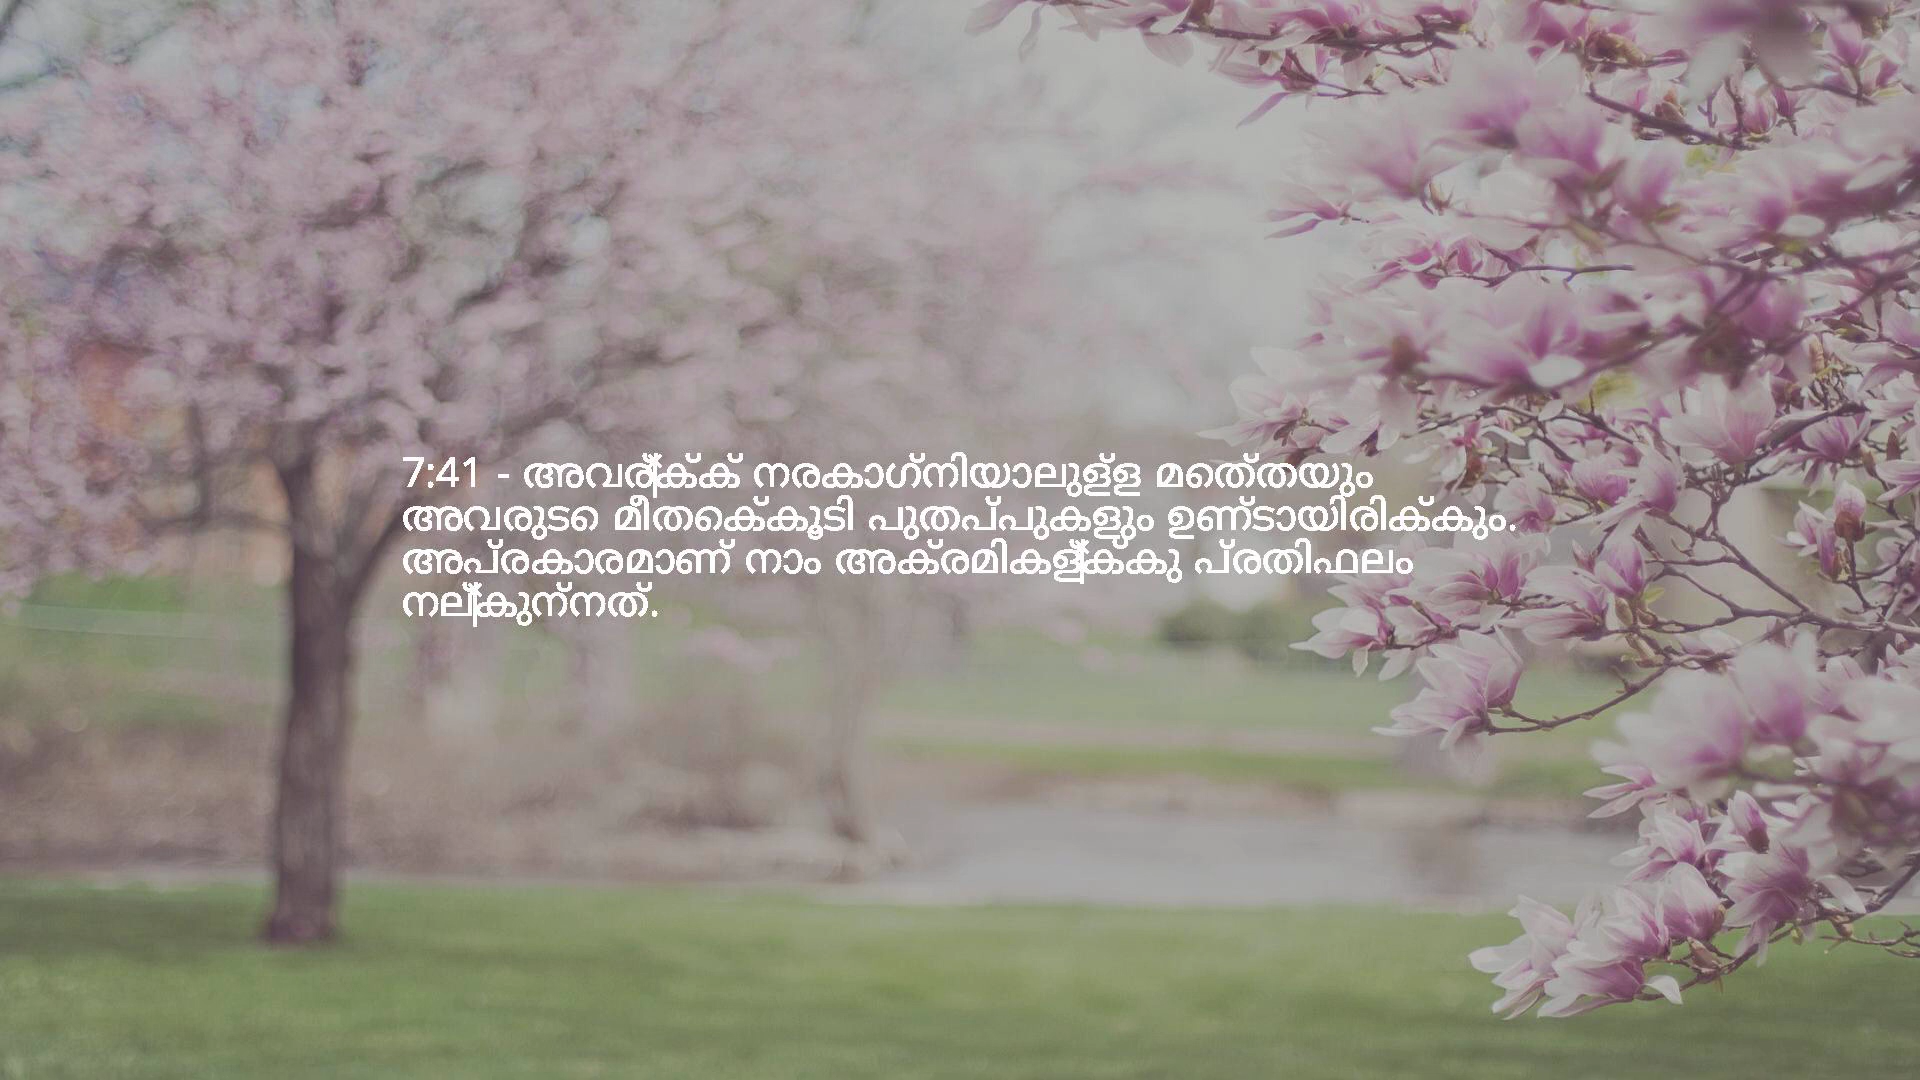 7:41 - അവര്‍ക്ക് നരകാഗ്നിയാലുള്ള മെത്തയും
അവരുടെ മീതെക്കൂടി പുതപ്പുകളും ഉണ്ടായിരിക്കും.
അപ്രകാരമാണ് നാം അക്രമികള്‍ക്കു പ്രതിഫലം
നല്‍കുന്നത്.